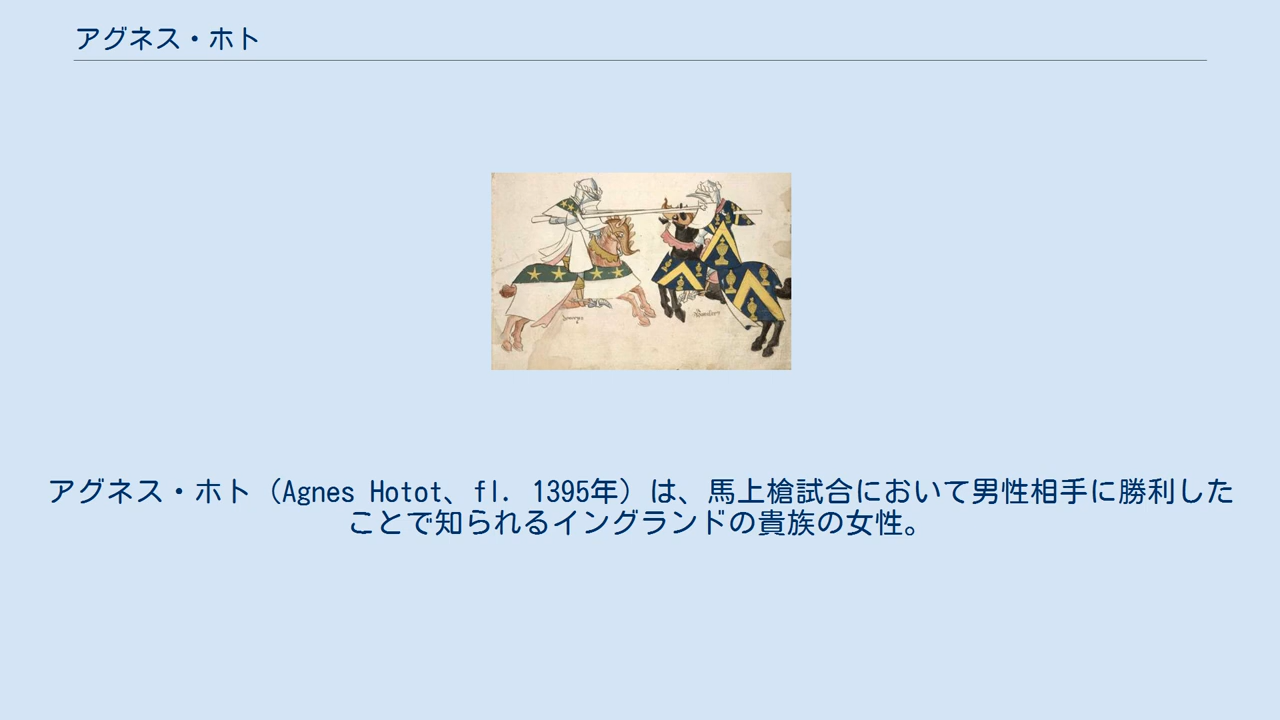 アグネス・ホト
アグネス・ホト（Agnes Hotot、fl. 1395年）は、馬上槍試合において男性相手に勝利した
ことで知られるイングランドの貴族の女性。